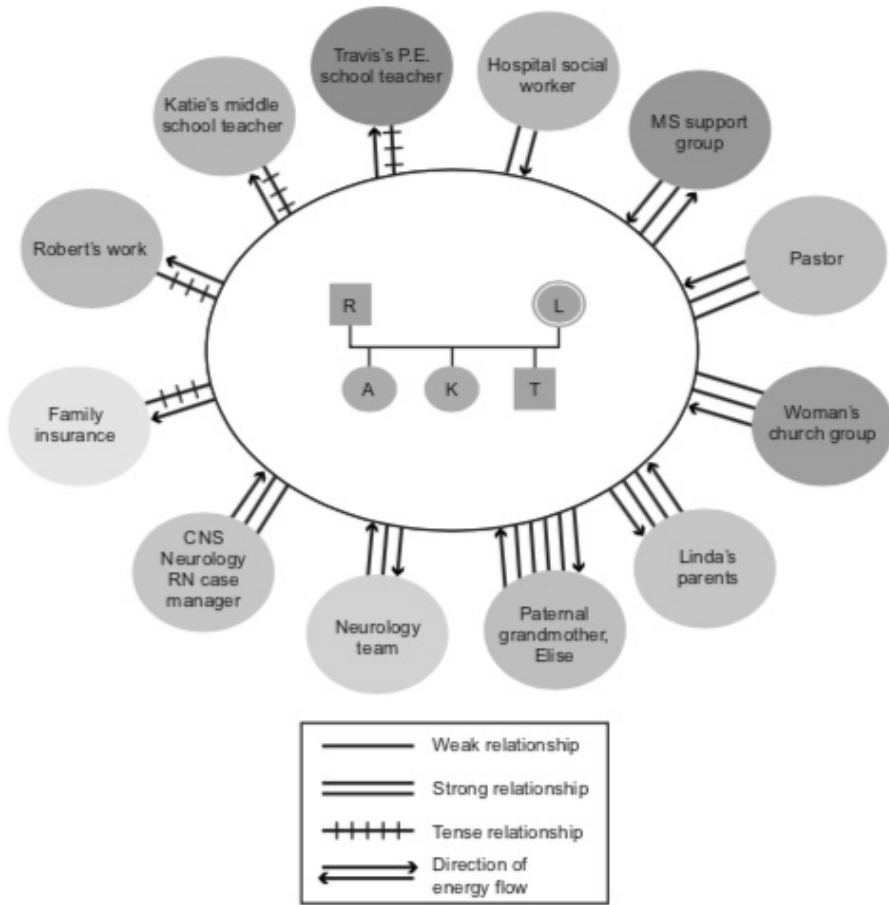 Travis's P.E.
school teacher
Hospital social
worker
Katie's middle
school teacher
MS support
group
Robert's work
Pastor
R
L
A
K
T
Family
insurance
Woman's
church group
CNS
Neurology
RN case
manager
Linda's
parents
Neurology
team
Paternal
grandmother,
Elise
Weak relationship
Strong relationship
Tense relationship
Direction of
energy flow